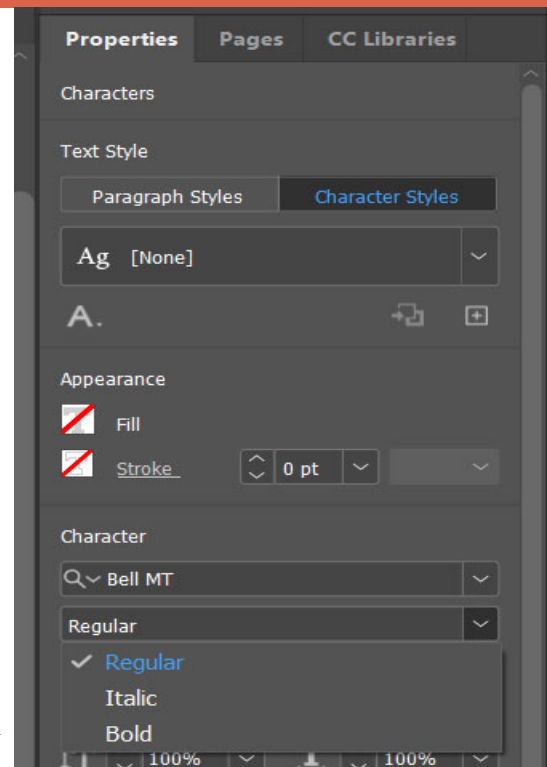 Properties Pages CC Libraries
Characters
Text Style
Paragraph Styles Character Styles
Ag [None]
A.
Appearance
Fill
Stroke 0 pt
Character
Bell MT
Regular
Regular
Italic
Bold
100% 100%